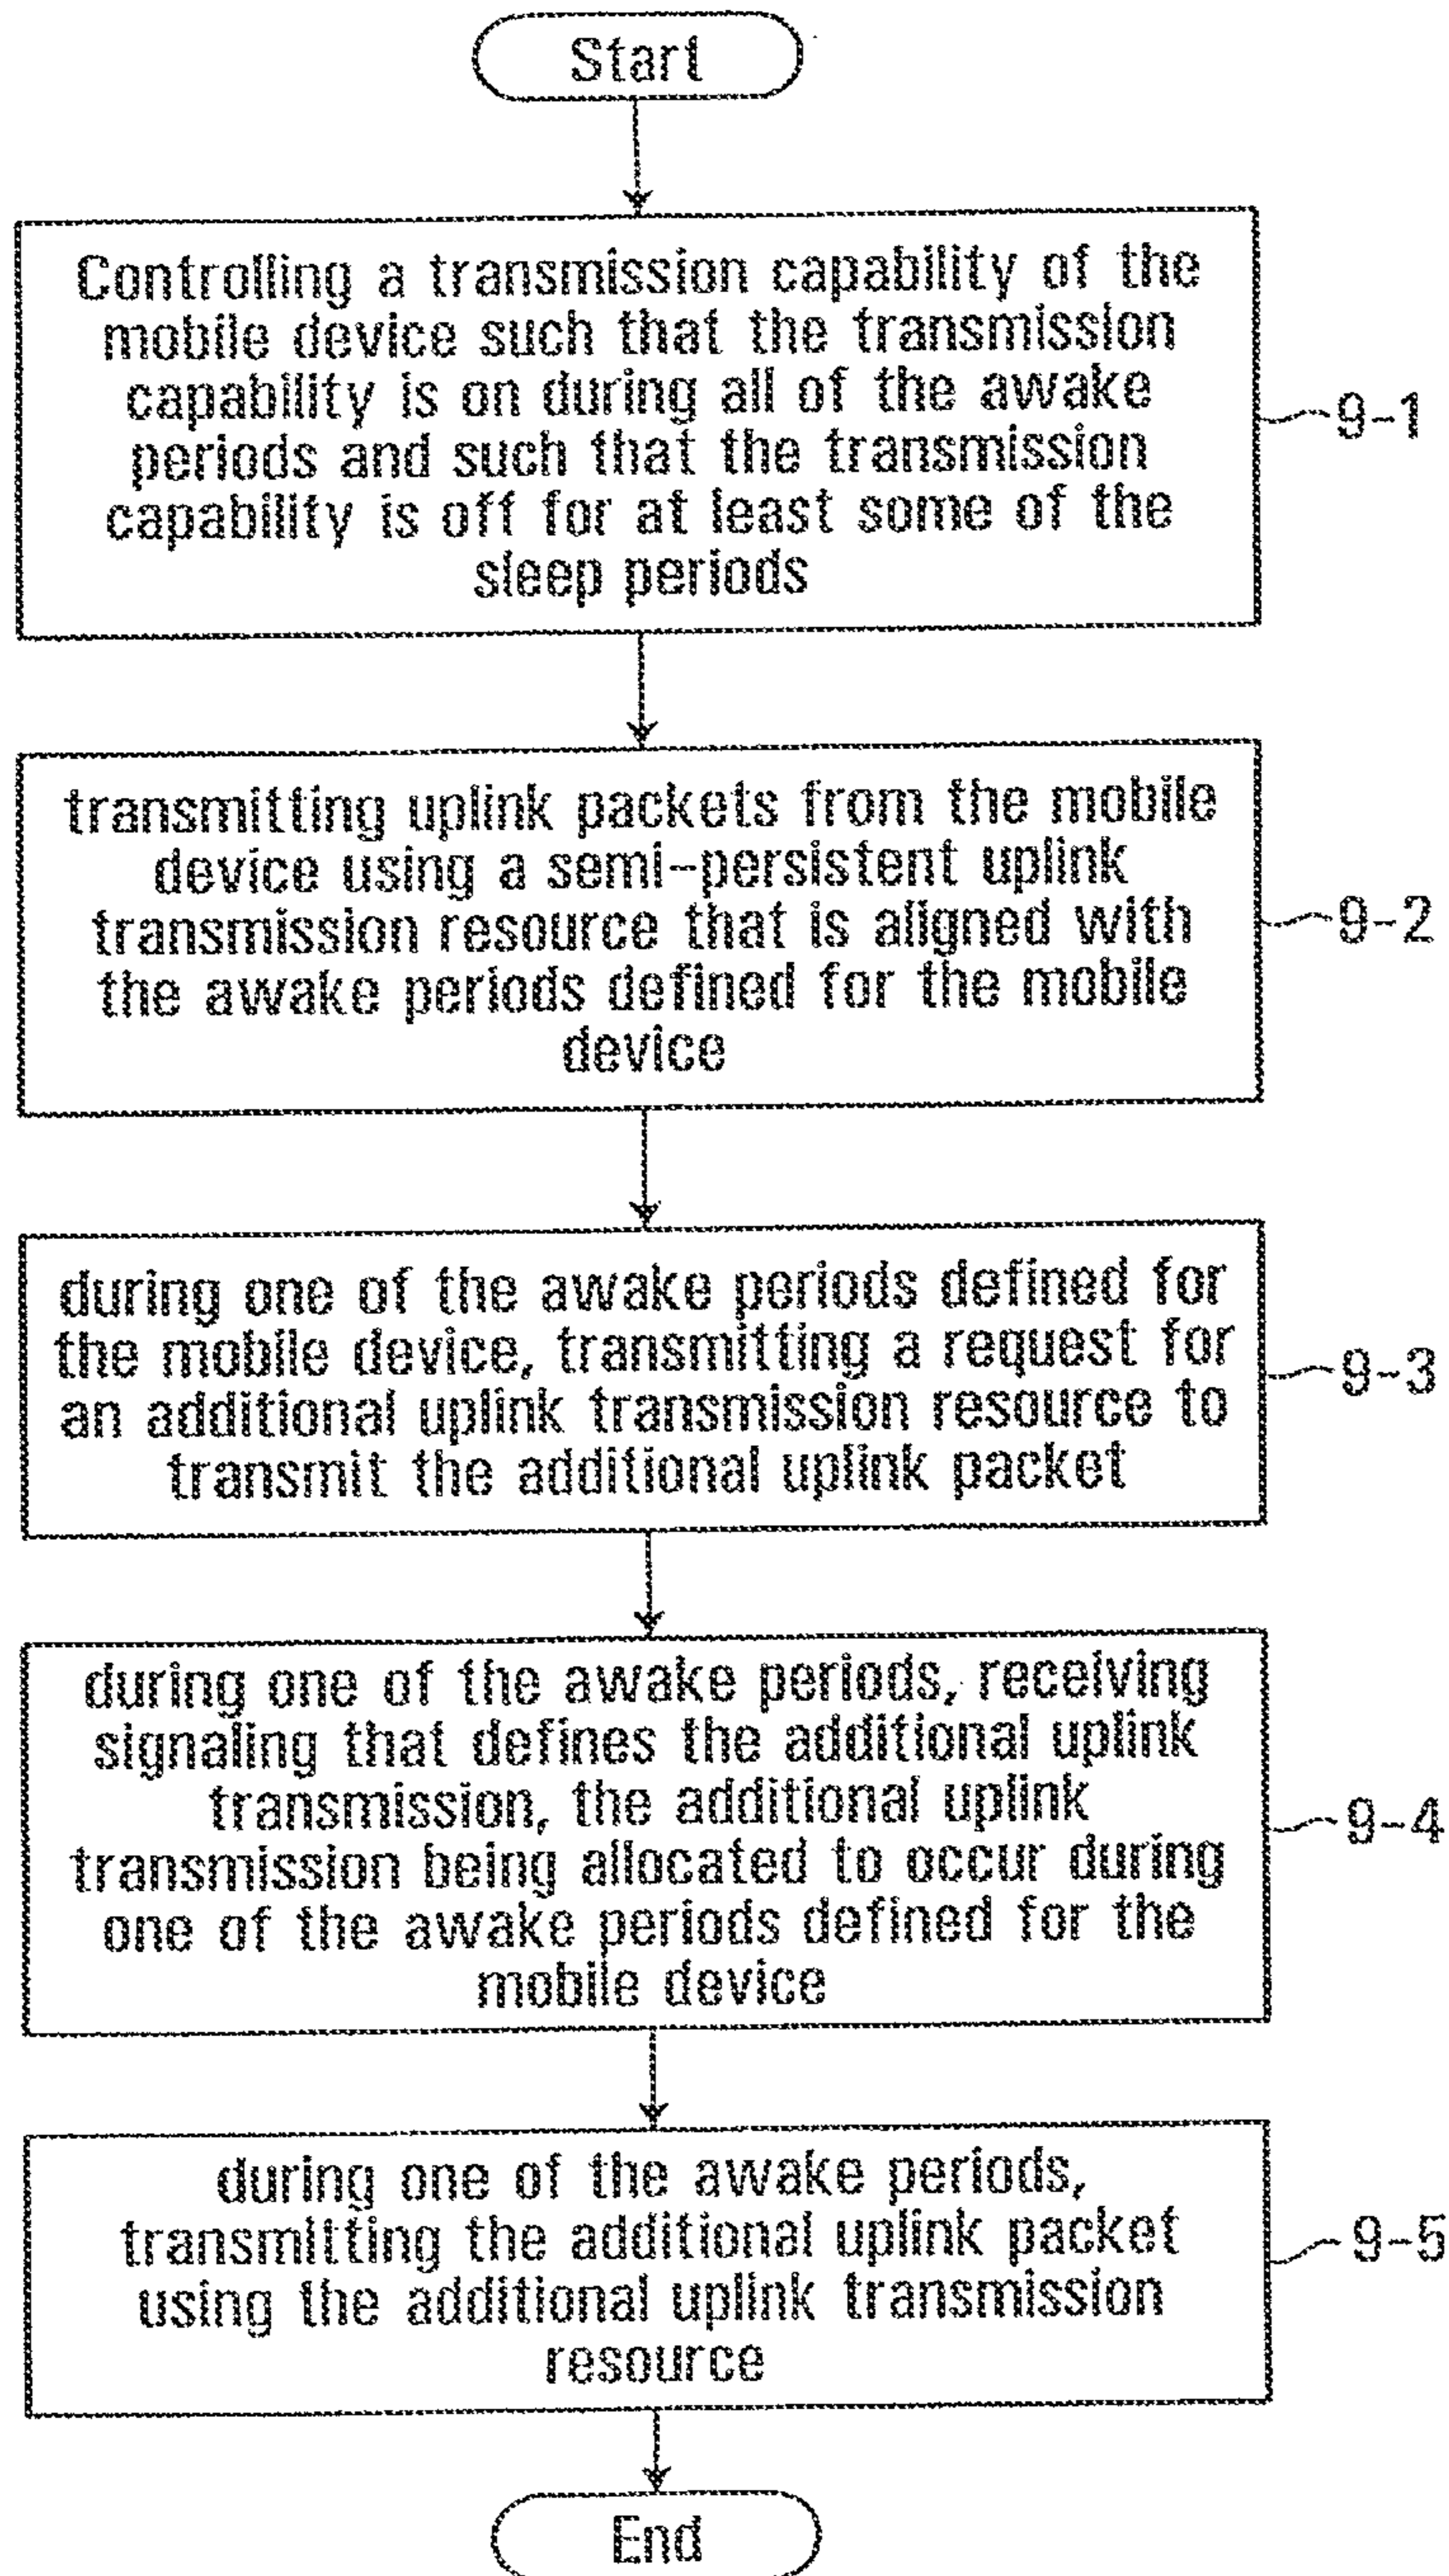 Start
Controlling a transmission capability of the
mobile device such that the transmission
capability is on during all of the awake
periods and such that the transmission
capability is off for at least some of the
sleep periods
9-1
transmitting uplink packets from the mobile
device using a semi-persistent uplink
transmission resource that is aligned with
the awake periods defined for the mobile
device
9-2
during one of the awake periods defined for
the mobile device, transmitting a request for
an additional uplink transmission resource to
transmit the additional uplink packet
9-3
during one of the awake periods, receiving
signaling that defines the additional uplink
transmission, the additional uplink
transmission being allocated to occur during
one of the awake periods defined for the
mobile device
9-4
during one of the awake periods,
transmitting the additional uplink packet
using the additional uplink transmission
resource
9-5
End